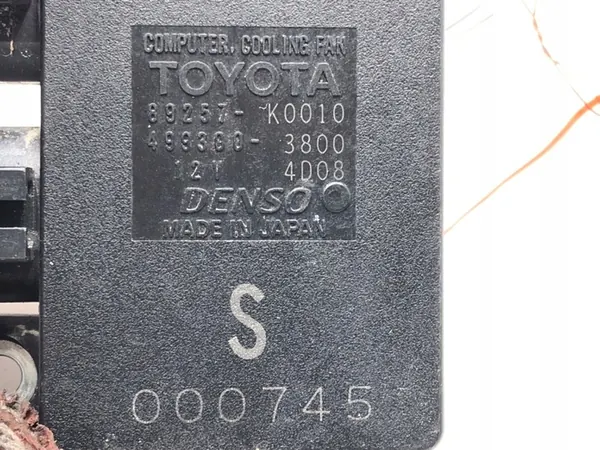 COMPUTER, COOLING FAN
TOYOTA
89257-K0010
499300-3800
12V 4D08
DENSO
MADE IN JAPAN
S
000745